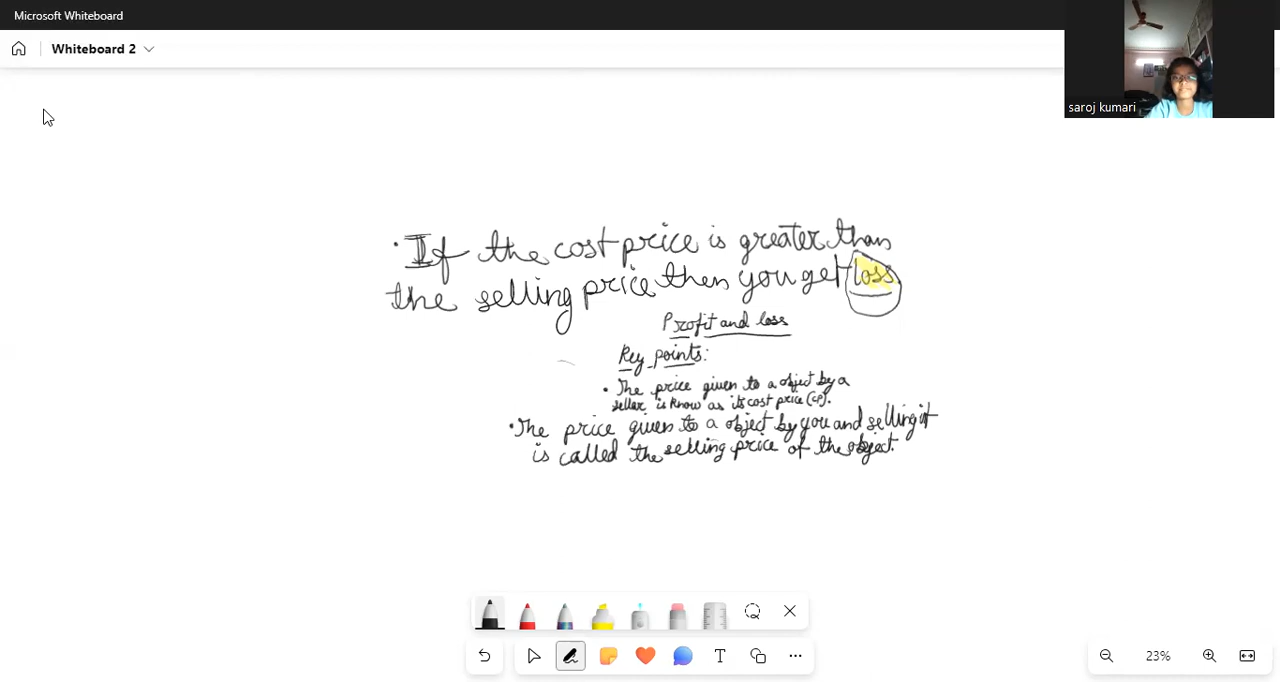 Microsoft Whiteboard
Whiteboard 2
saroj kumari
• If the cost price is greater than
the selling price then you get loss.
Profit and loss
Key points:
• The price given to a object by a
seller is know as its cost price (CP).
• The price given to a object by you and selling it
is called the selling price of the object.
T
23%